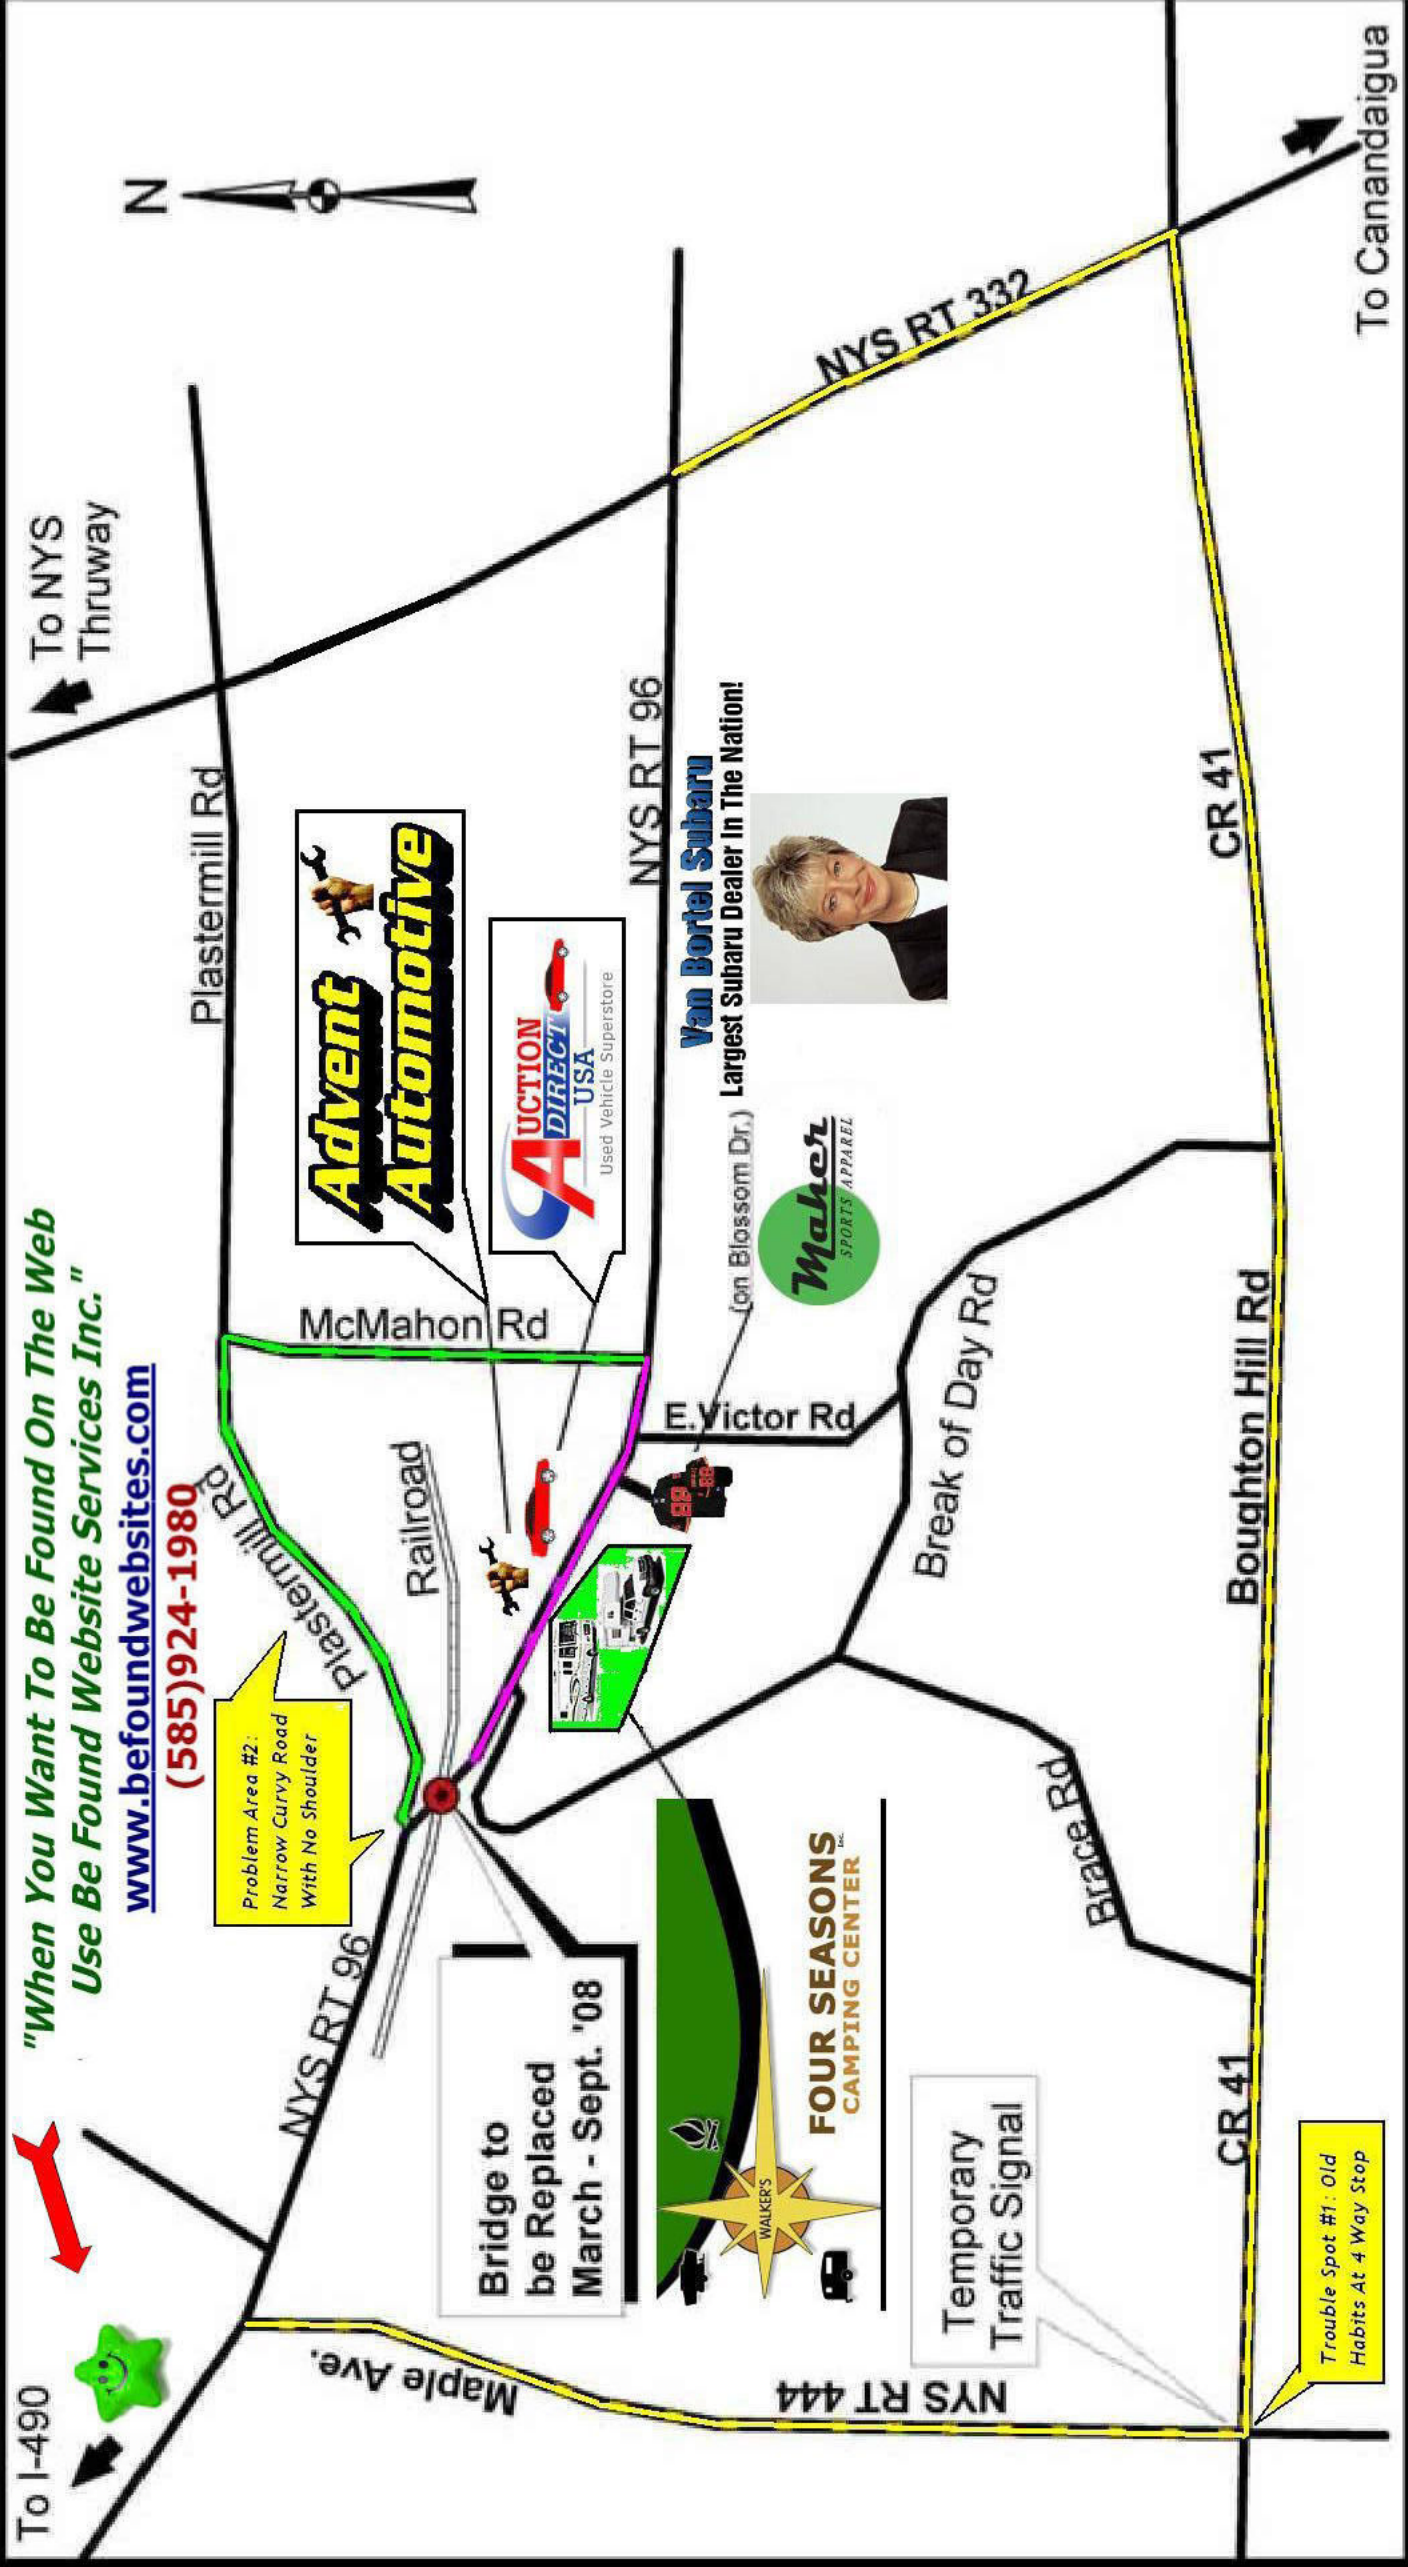 "When You Want To Be Found On The Web
Use Be Found Website Services Inc."
www.befoundwebsites.com
(585)924-1980
To I-490
To NYS
Thruway
N
NYS RT 96
Problem Area #2:
Narrow Curvy Road
With No Shoulder
Plastermill Rd
Plastermill Rd
Railroad
McMahon Rd
Advent
Automotive
AUCTION
DIRECT
USA
Used Vehicle Superstore
NYS RT 96
Van Bortel Subaru
Largest Subaru Dealer In The Nation!
(on Blossom Dr.)
Maher
SPORTS APPAREL
E.Victor Rd
88
88
Bridge to
be Replaced
March - Sept. '08
WALKER'S
FOUR SEASONS Inc.
CAMPING CENTER
Maple Ave.
NYS RT 444
Temporary
Traffic Signal
Break of Day Rd
Brace Rd
NYS RT 332
CR 41
Boughton Hill Rd
CR 41
Trouble Spot #1: Old
Habits At 4 Way Stop
To Canandaigua